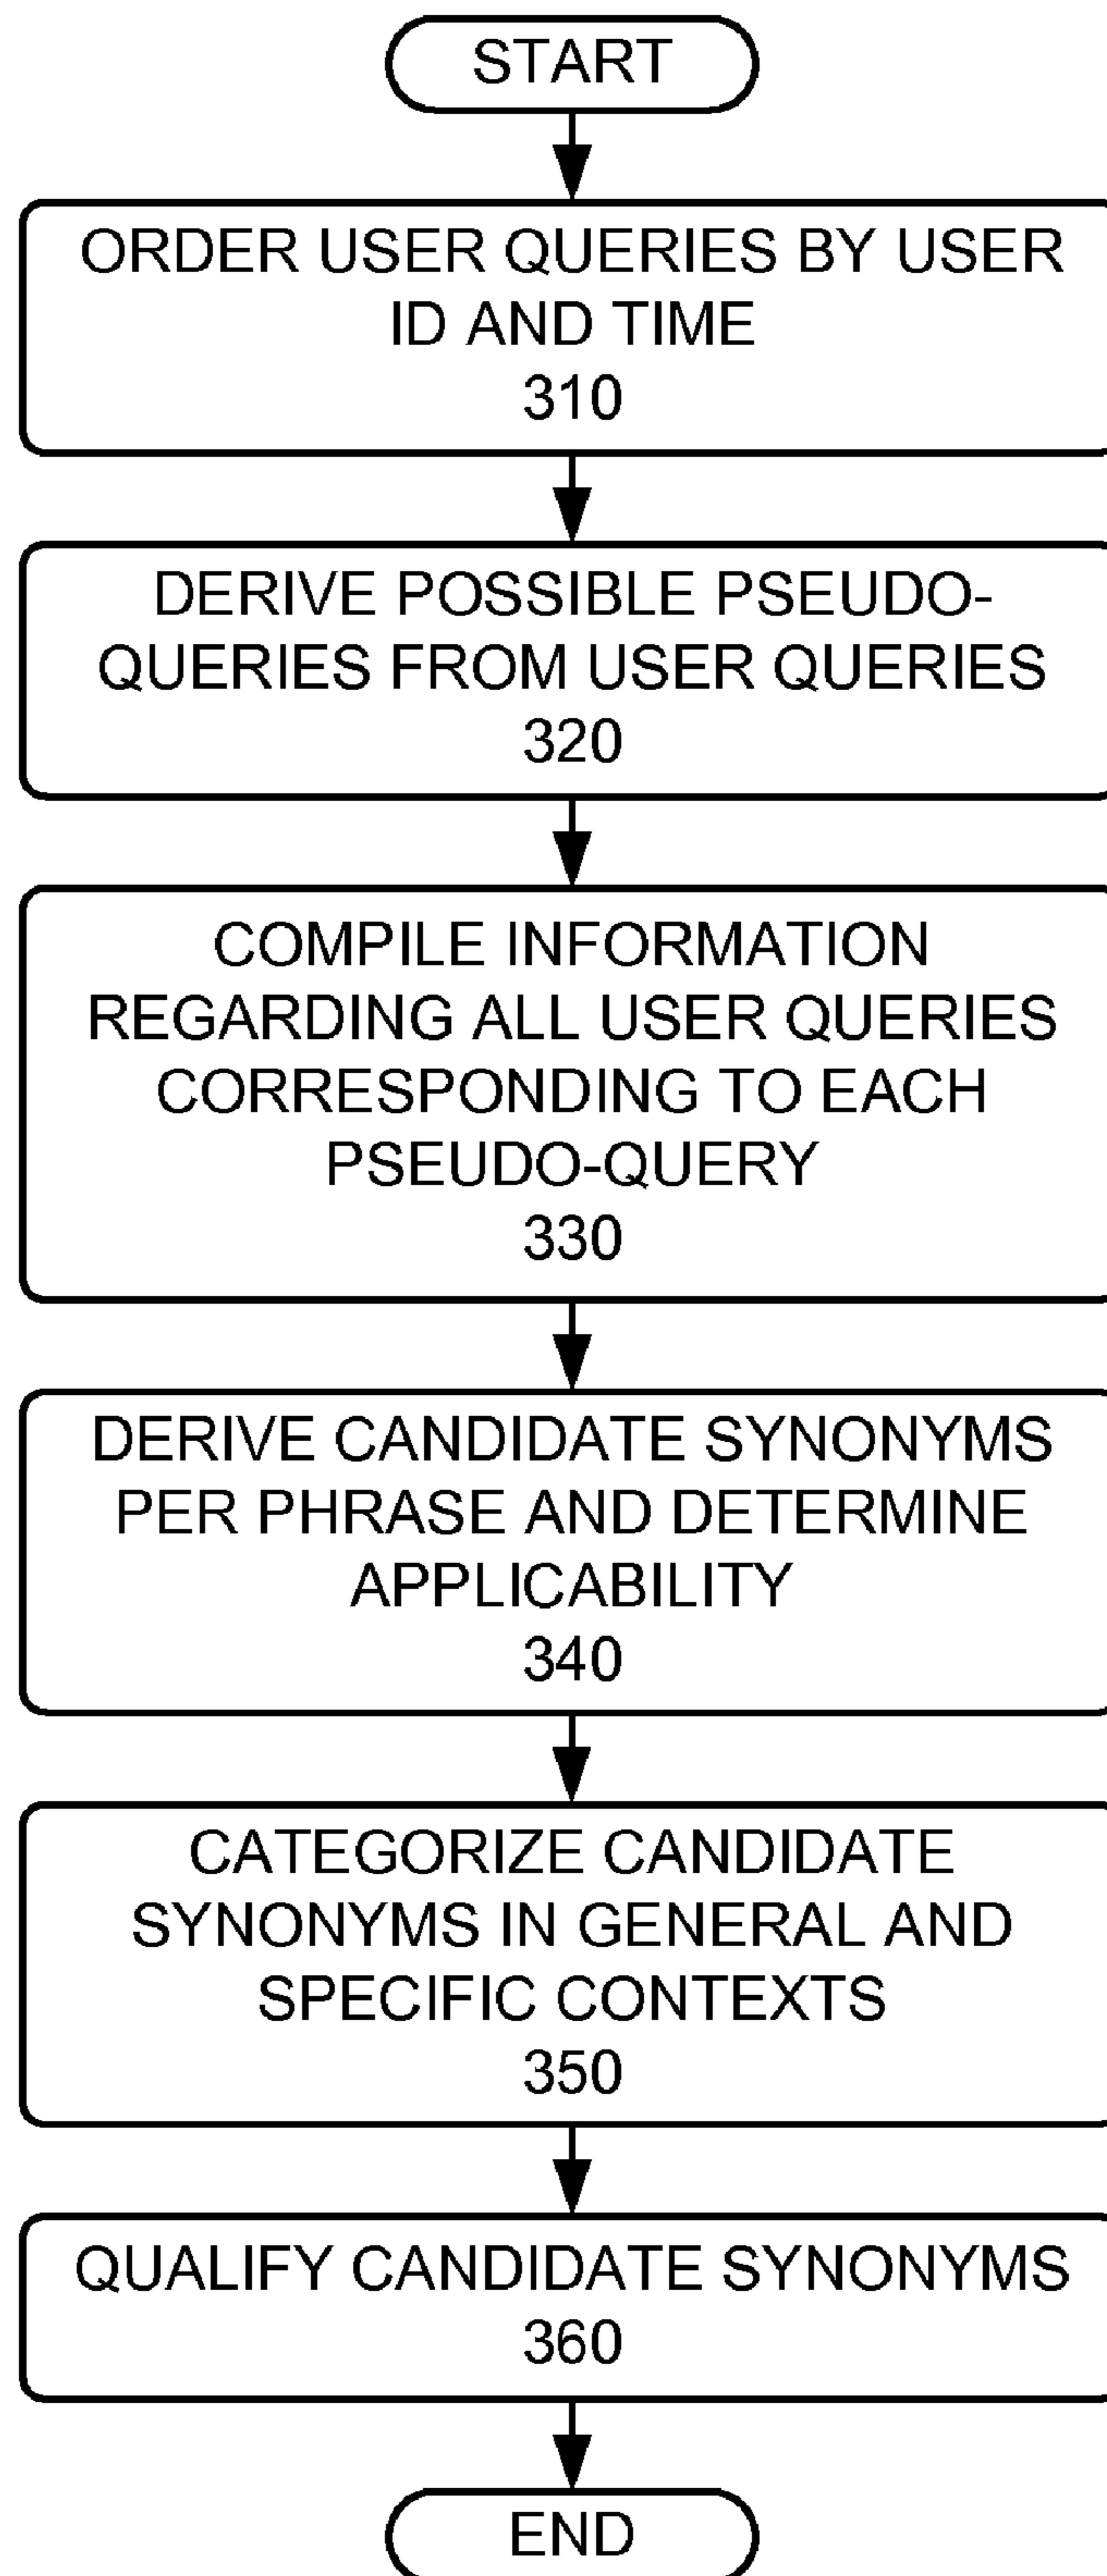 START
ORDER USER QUERIES BY USER
ID AND TIME
310
DERIVE POSSIBLE PSEUDO-
QUERIES FROM USER QUERIES
320
COMPILE INFORMATION
REGARDING ALL USER QUERIES
CORRESPONDING TO EACH
PSEUDO-QUERY
330
DERIVE CANDIDATE SYNONYMS
PER PHRASE AND DETERMINE
APPLICABILITY
340
CATEGORIZE CANDIDATE
SYNONYMS IN GENERAL AND
SPECIFIC CONTEXTS
350
QUALIFY CANDIDATE SYNONYMS
360
END